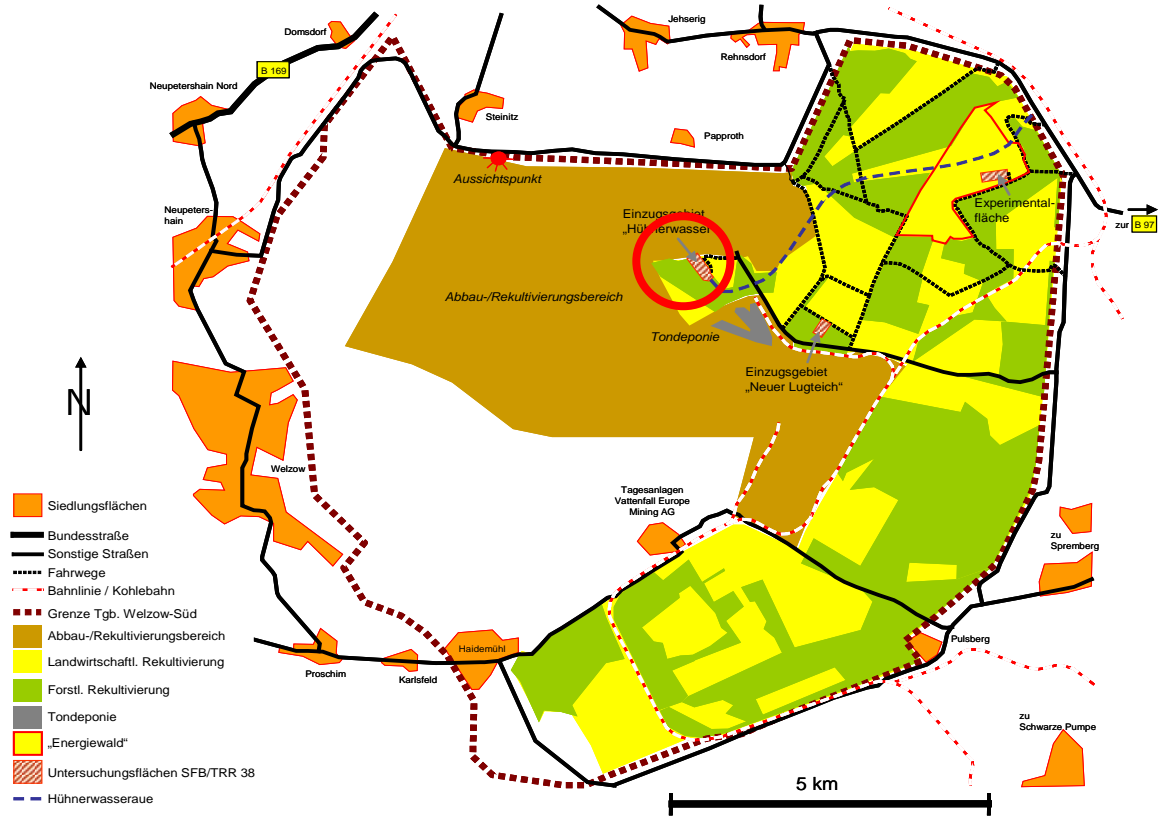 Domsdorf
B 169
Neupetershain Nord
Jehserig
Rehnsdorf
Steinitz
Papproth
Aussichtspunkt
Neupeters-
hain
Einzugsgebiet
„Hühnerwasser“
Experimental-
fläche
zur B 97
Abbau-/Rekultivierungsbereich
Tondeponie
Einzugsgebiet
„Neuer Lugteich“
N
Welzow
Tagesanlagen
Vattenfall Europe
Mining AG
zu
Spremberg
Pulsberg
Haidemühl
Proschim
Karlsfeld
zu
Schwarze Pumpe
5 km
Siedlungsflächen
Bundesstraße
Sonstige Straßen
Fahrwege
Bahnlinie / Kohlebahn
Grenze Tgb. Welzow-Süd
Abbau-/Rekultivierungsbereich
Landwirtschaftl. Rekultivierung
Forstl. Rekultivierung
Tondeponie
„Energiewald“
Untersuchungsflächen SFB/TRR 38
Hühnerwasseraue